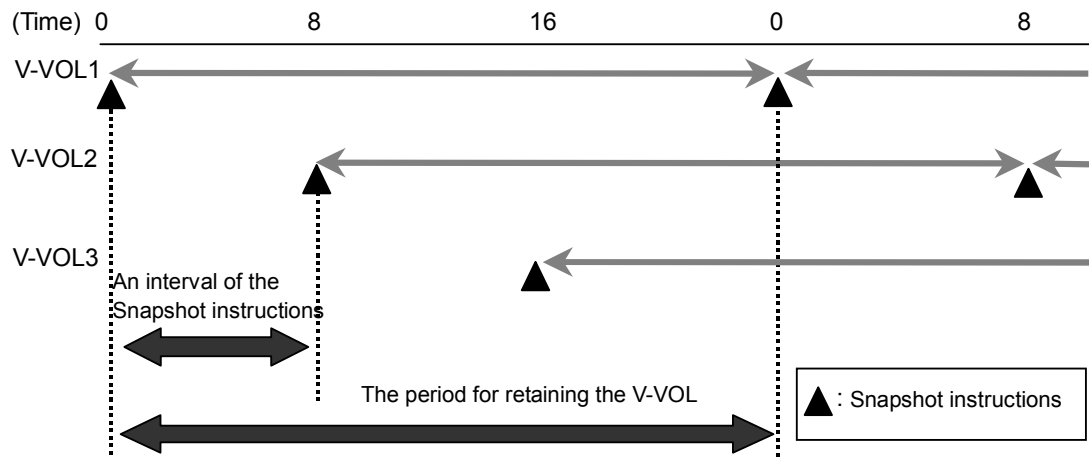 (Time) 0 8 16 0 8
V-VOL1
V-VOL2
V-VOL3
An interval of the
Snapshot instructions
The period for retaining the V-VOL
: Snapshot instructions